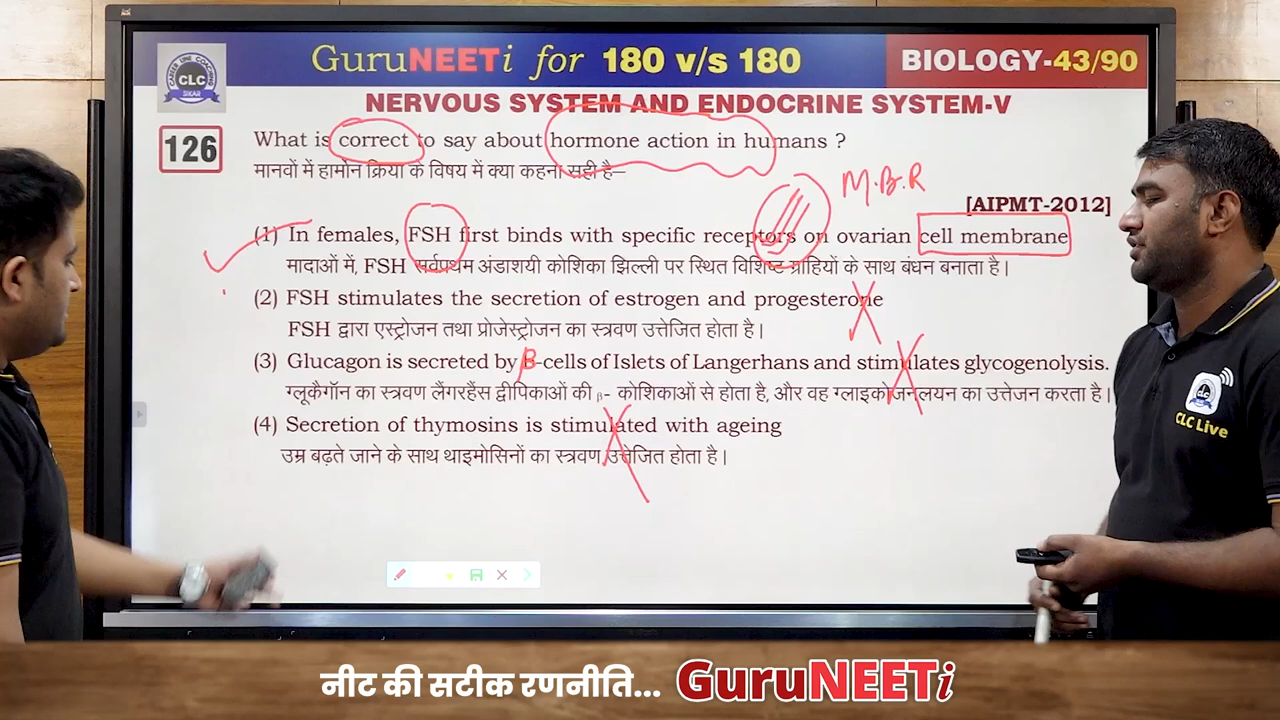 GuruNEETi for 180 v/s 180
BIOLOGY-43/90
CLC
SIKAR
NERVOUS SYSTEM AND ENDOCRINE SYSTEM-V
126
What is correct to say about hormone action in humans ?
मानवों में हार्मोन क्रिया के विषय में क्या कहना सही है–
M.B.R
[AIPMT-2012]
(1) In females, FSH first binds with specific receptors on ovarian cell membrane
मादाओं में, FSH सर्वप्रथम अंडाशयी कोशिका झिल्ली पर स्थित विशिष्ट ग्राहियों के साथ बंधन बनाता है।
(2) FSH stimulates the secretion of estrogen and progesterone
FSH द्वारा एस्ट्रोजन तथा प्रोजेस्ट्रोजन का स्त्रवण उत्तेजित होता है।
(3) Glucagon is secreted by β-cells of Islets of Langerhans and stimulates glycogenolysis.
ग्लूकैगॉन का स्त्रवण लैंगरहैंस द्वीपिकाओं की β- कोशिकाओं से होता है, और वह ग्लाइकोजनलयन का उत्तेजन करता है।
(4) Secretion of thymosins is stimulated with ageing
उम्र बढ़ते जाने के साथ थाइमोसिनों का स्त्रवण उत्तेजित होता है।
CLC Live
नीट की सटीक रणनीति... GuruNEETi